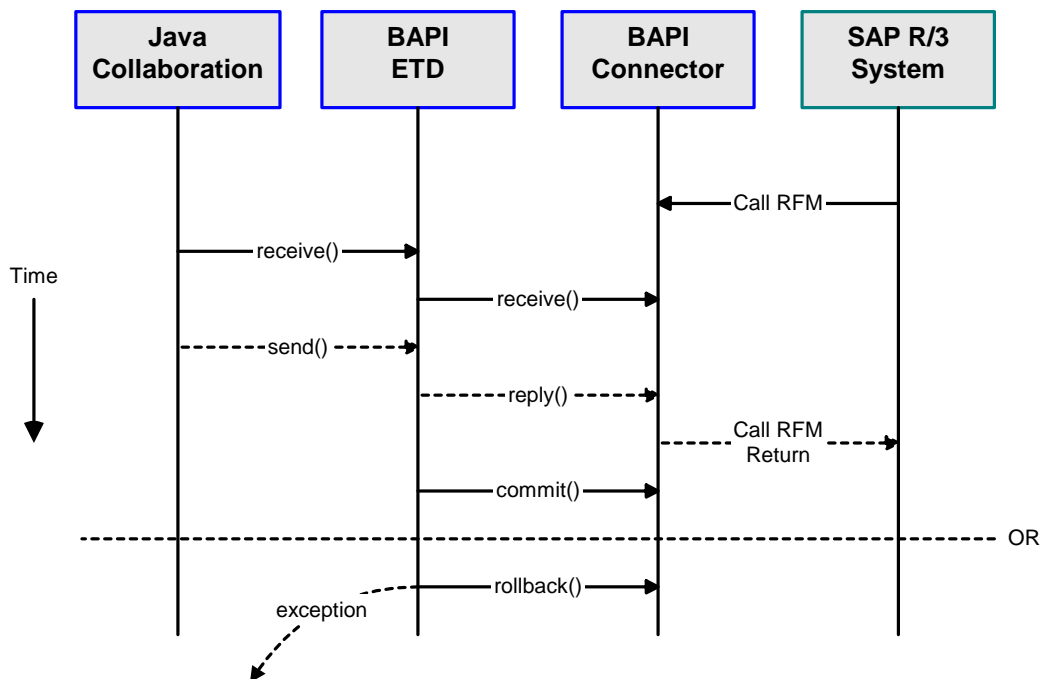 Java
Collaboration
BAPI
ETD
BAPI
Connector
SAP R/3
System
Call RFM
receive()
Time
receive()
send()
reply()
Call RFM
Return
commit()
OR
rollback()
exception